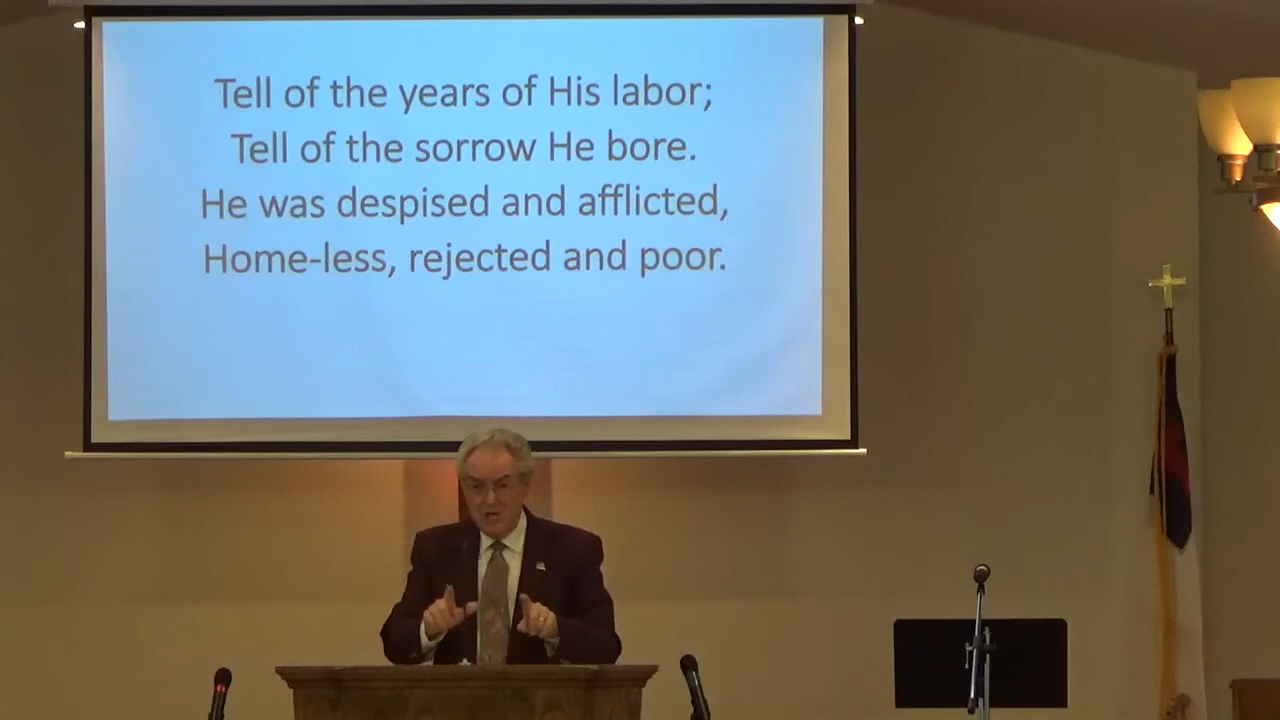 Tell of the years of His labor;
Tell of the sorrow He bore.
He was despised and afflicted,
Home-less, rejected and poor.